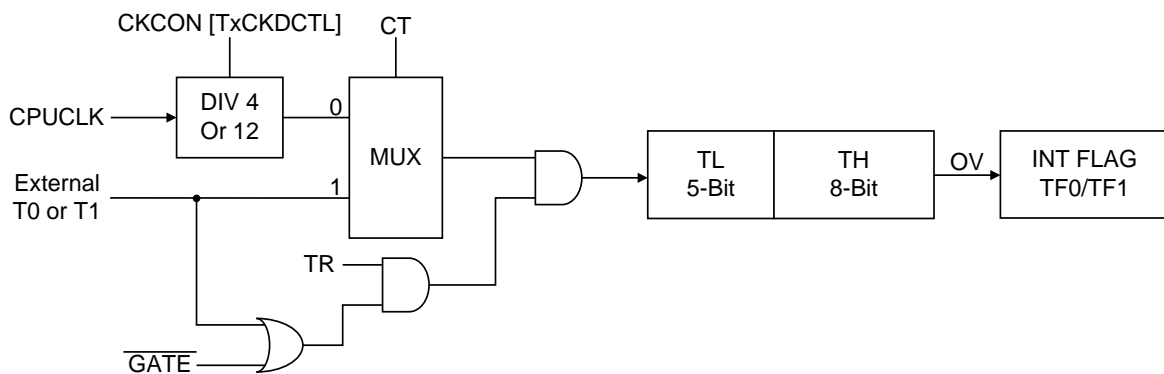 CKCON [TxCKDCTL]
CT
CPUCLK
DIV 4
Or 12
0
MUX
External
T0 or T1
1
TL
5-Bit
TH
8-Bit
OV
INT FLAG
TF0/TF1
TR
GATE